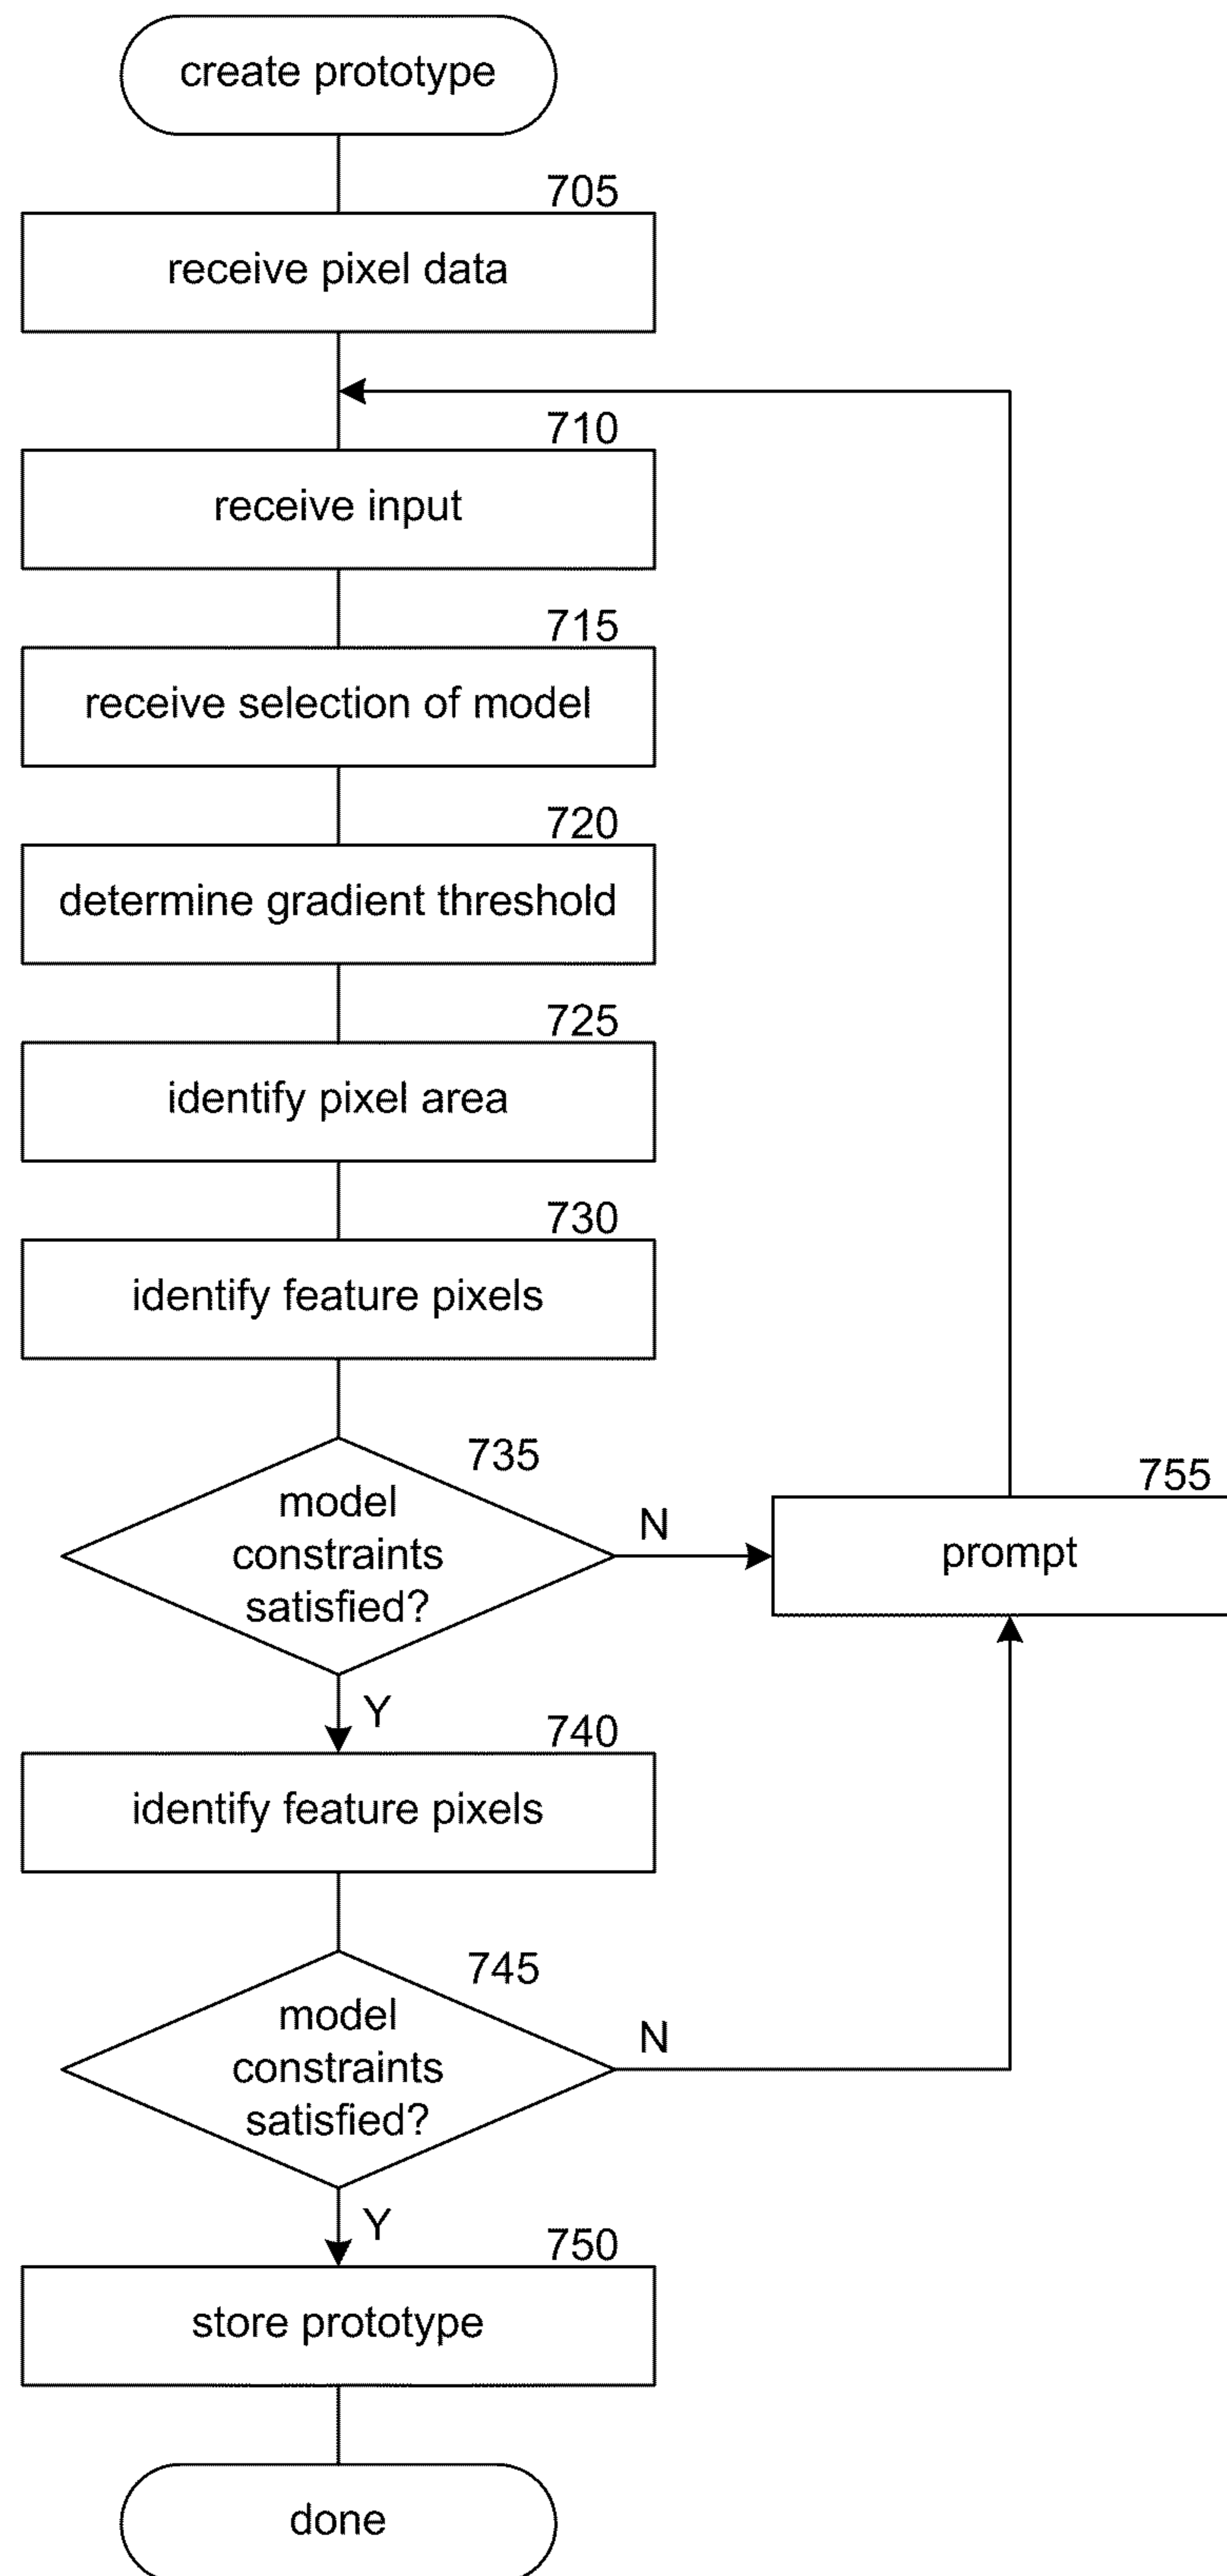 create prototype
705
receive pixel data
710
receive input
715
receive selection of model
720
determine gradient threshold
725
identify pixel area
730
identify feature pixels
735
model
constraints
satisfied?
N
755
prompt
Y
740
identify feature pixels
745
model
constraints
satisfied?
N
Y
750
store prototype
done